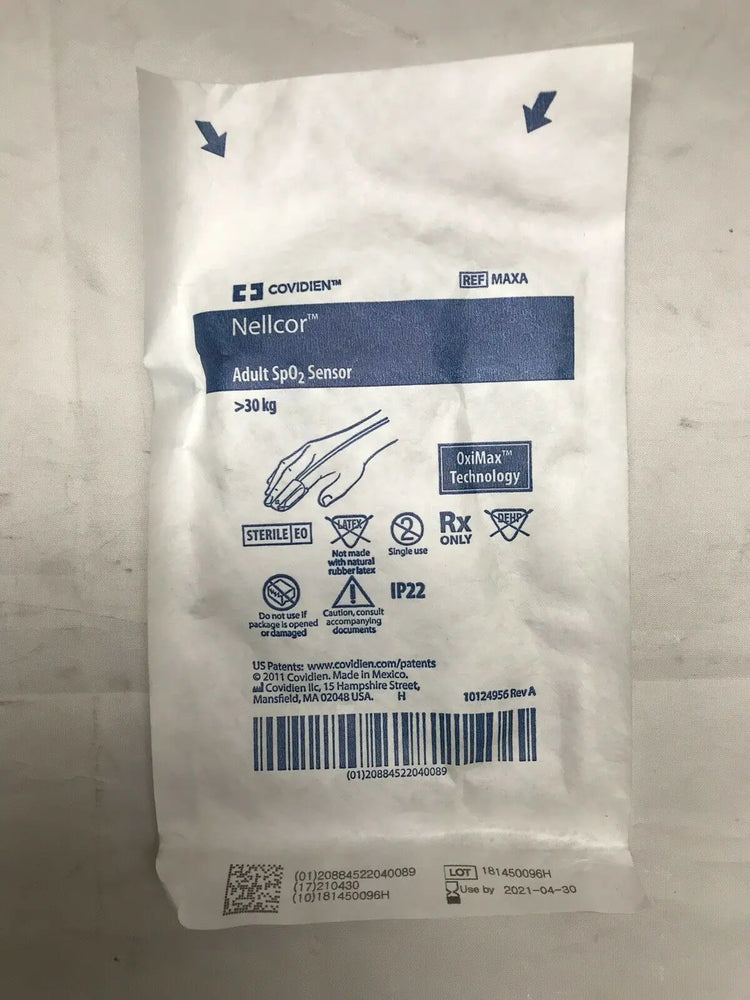 COVIDIEN™ REF MAXA
Nellcor™
Adult SpO₂ Sensor
>30 kg
OxiMax™
Technology
STERILE EO
LATEX
2
Rx
ONLY
DEHP
Not made
with natural
rubber latex
Single use
IP22
Do not use if
package is opened
or damaged
Caution, consult
accompanying
documents
US Patents: www.covidien.com/patents
© 2011 Covidien. Made in Mexico.
Covidien llc, 15 Hampshire Street,
Mansfield, MA 02048 USA. H 10124956 Rev A
(01)20884522040089
(01)20884522040089
(17)210430
(10)181450096H
LOT 181450096H
Use by 2021-04-30